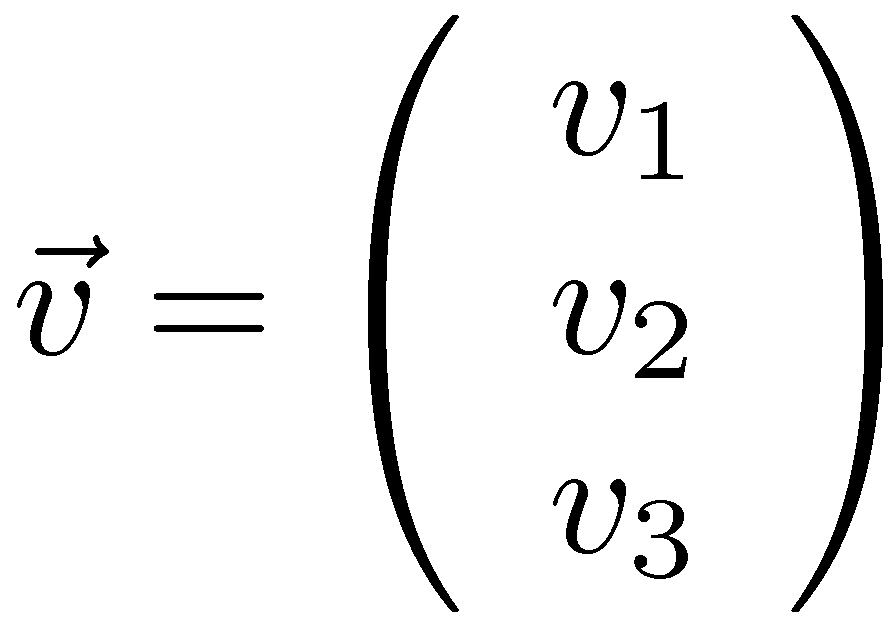 v⃗ = ( v₁
v₂
v₃ )